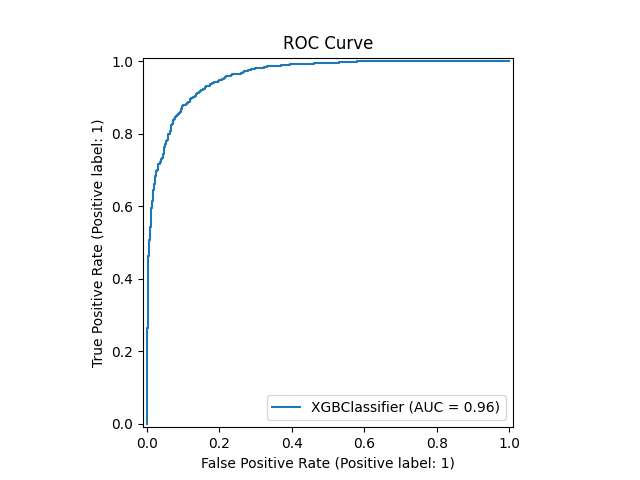 ROC Curve
1.0
0.8
0.6
0.4
0.2
0.0
True Positive Rate (Positive label: 1)
XGBClassifier (AUC = 0.96)
0.0 0.2 0.4 0.6 0.8 1.0
False Positive Rate (Positive label: 1)